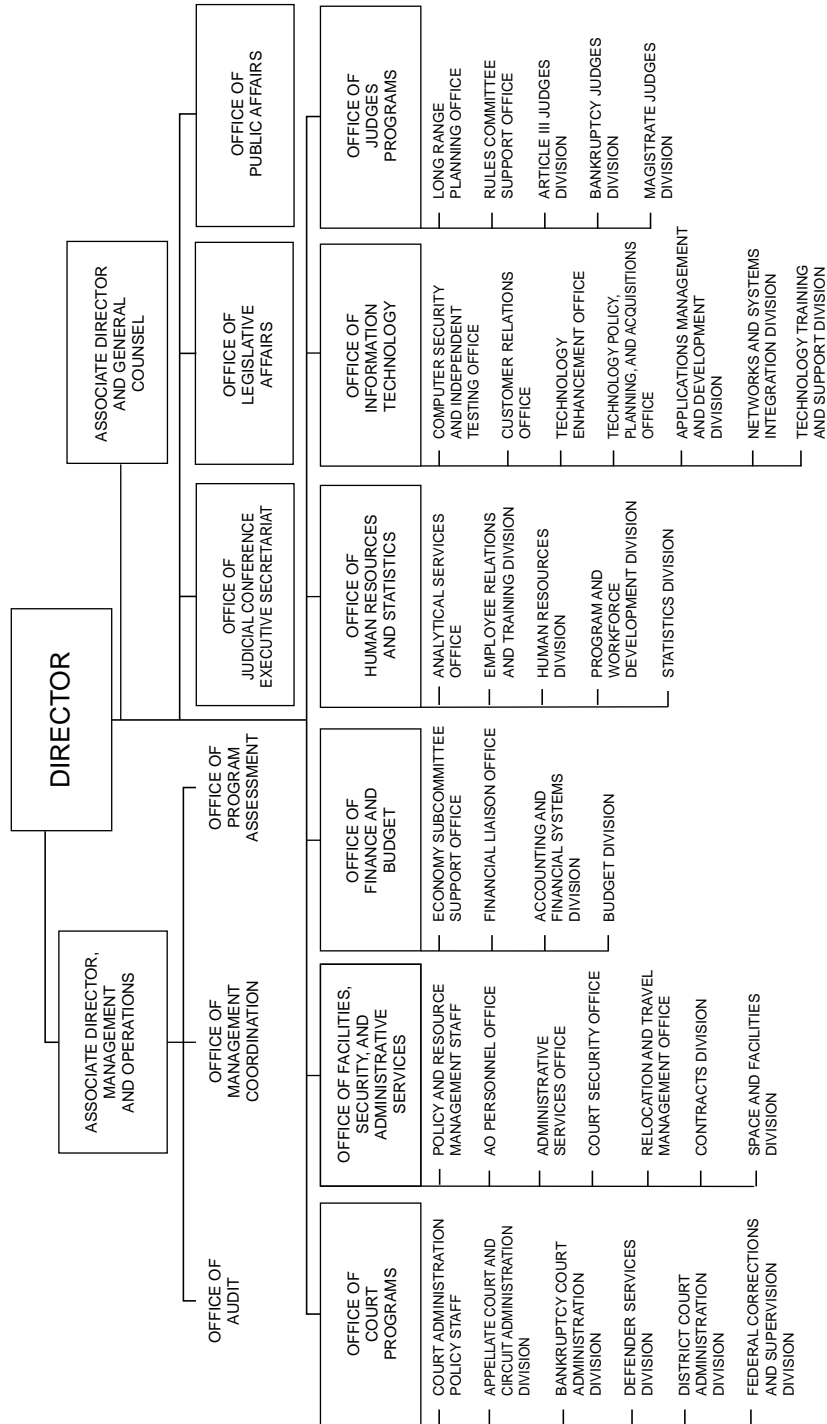 DIRECTOR
ASSOCIATE DIRECTOR,
MANAGEMENT
AND OPERATIONS
ASSOCIATE DIRECTOR
AND GENERAL
COUNSEL
OFFICE OF
AUDIT
OFFICE OF
MANAGEMENT
COORDINATION
OFFICE OF
PROGRAM
ASSESSMENT
OFFICE OF
JUDICIAL CONFERENCE
EXECUTIVE SECRETARIAT
OFFICE OF
LEGISLATIVE
AFFAIRS
OFFICE OF
PUBLIC AFFAIRS
OFFICE OF
COURT
PROGRAMS
COURT ADMINISTRATION
POLICY STAFF
APPELLATE COURT AND
CIRCUIT ADMINISTRATION
DIVISION
BANKRUPTCY COURT
ADMINISTRATION
DIVISION
DEFENDER SERVICES
DIVISION
DISTRICT COURT
ADMINISTRATION
DIVISION
FEDERAL CORRECTIONS
AND SUPERVISION
DIVISION
OFFICE OF FACILITIES,
SECURITY, AND
ADMINISTRATIVE
SERVICES
POLICY AND RESOURCE
MANAGEMENT STAFF
AO PERSONNEL OFFICE
ADMINISTRATIVE
SERVICES OFFICE
COURT SECURITY OFFICE
RELOCATION AND TRAVEL
MANAGEMENT OFFICE
CONTRACTS DIVISION
SPACE AND FACILITIES
DIVISION
OFFICE OF
FINANCE AND
BUDGET
ECONOMY SUBCOMMITTEE
SUPPORT OFFICE
FINANCIAL LIAISON OFFICE
ACCOUNTING AND
FINANCIAL SYSTEMS
DIVISION
BUDGET DIVISION
OFFICE OF
HUMAN RESOURCES
AND STATISTICS
ANALYTICAL SERVICES
OFFICE
EMPLOYEE RELATIONS
AND TRAINING DIVISION
HUMAN RESOURCES
DIVISION
PROGRAM AND
WORKFORCE
DEVELOPMENT DIVISION
STATISTICS DIVISION
OFFICE OF
INFORMATION
TECHNOLOGY
COMPUTER SECURITY
AND INDEPENDENT
TESTING OFFICE
CUSTOMER RELATIONS
OFFICE
TECHNOLOGY
ENHANCEMENT OFFICE
TECHNOLOGY POLICY,
PLANNING, AND ACQUISITIONS
OFFICE
APPLICATIONS MANAGEMENT
AND DEVELOPMENT
DIVISION
NETWORKS AND SYSTEMS
INTEGRATION DIVISION
TECHNOLOGY TRAINING
AND SUPPORT DIVISION
OFFICE OF
JUDGES
PROGRAMS
LONG RANGE
PLANNING OFFICE
RULES COMMITTEE
SUPPORT OFFICE
ARTICLE III JUDGES
DIVISION
BANKRUPTCY JUDGES
DIVISION
MAGISTRATE JUDGES
DIVISION